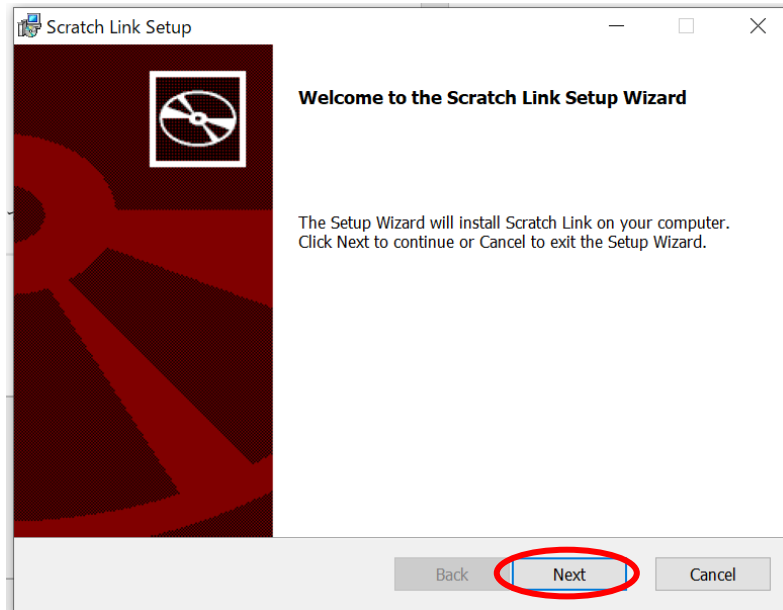 Scratch Link Setup
Welcome to the Scratch Link Setup Wizard
The Setup Wizard will install Scratch Link on your computer.
Click Next to continue or Cancel to exit the Setup Wizard.
Back Next Cancel